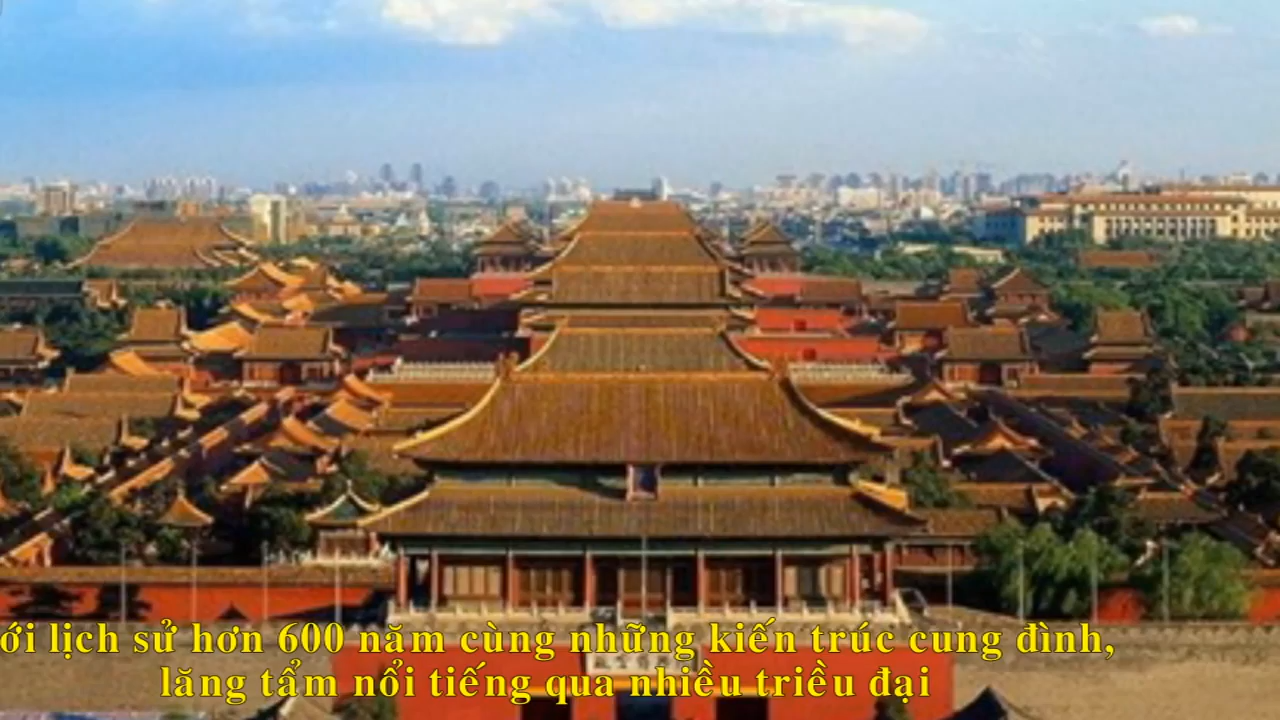 ới lịch sử hơn 600 năm cùng những kiến trúc cung đình,
lăng tẩm nổi tiếng qua nhiều triều đại